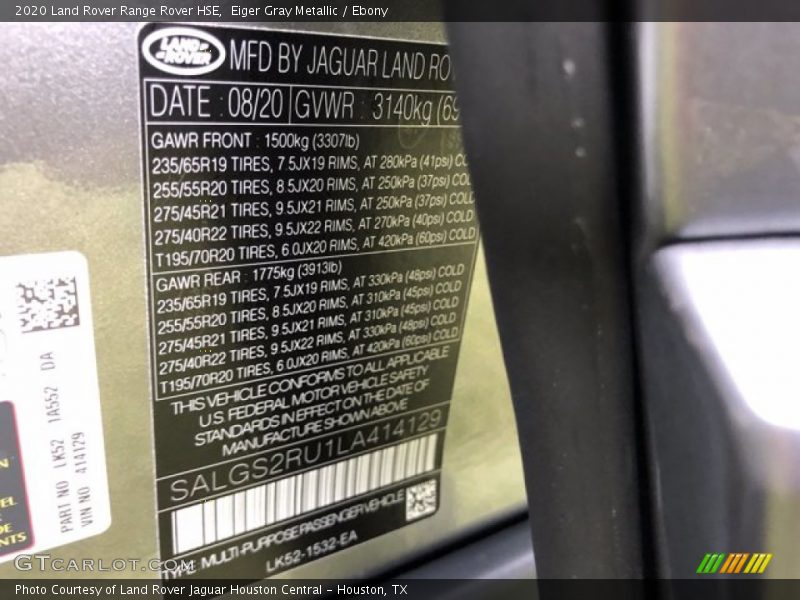 2020 Land Rover Range Rover HSE, Eiger Gray Metallic / Ebony
LAND ROVER
MFD BY JAGUAR LAND RO
DATE : 08/20 GVWR : 3140kg (69
GAWR FRONT : 1500kg (3307lb)
235/65R19 TIRES, 7.5JX19 RIMS, AT 280kPa (41psi) CO
255/55R20 TIRES, 8.5JX20 RIMS, AT 250kPa (37psi) COL
275/45R21 TIRES, 9.5JX21 RIMS, AT 250kPa (37psi) COLD
275/40R22 TIRES, 9.5JX22 RIMS, AT 270kPa (40psi) COLD
T195/70R20 TIRES, 6.0JX20 RIMS, AT 420kPa (60psi) COLD
GAWR REAR : 1775kg (3913lb)
235/65R19 TIRES, 7.5JX19 RIMS, AT 330kPa (48psi) COLD
255/55R20 TIRES, 8.5JX20 RIMS, AT 310kPa (45psi) COLD
275/45R21 TIRES, 9.5JX21 RIMS, AT 310kPa (45psi) COLD
275/40R22 TIRES, 9.5JX22 RIMS, AT 330kPa (48psi) COLD
T195/70R20 TIRES, 6.0JX20 RIMS, AT 420kPa (60psi) COLD
THIS VEHICLE CONFORMS TO ALL APPLICABLE
U.S. FEDERAL MOTOR VEHICLE SAFETY
STANDARDS IN EFFECT ON THE DATE OF
MANUFACTURE SHOWN ABOVE
SALGS2RU1LA414129
TYPE: MULTI-PURPOSE PASSENGER VEHICLE
LK52-1532-EA
PART NO LK52 1A552 DA
VIN NO 414129
GTCARLOT.COM
Photo Courtesy of Land Rover Jaguar Houston Central - Houston, TX